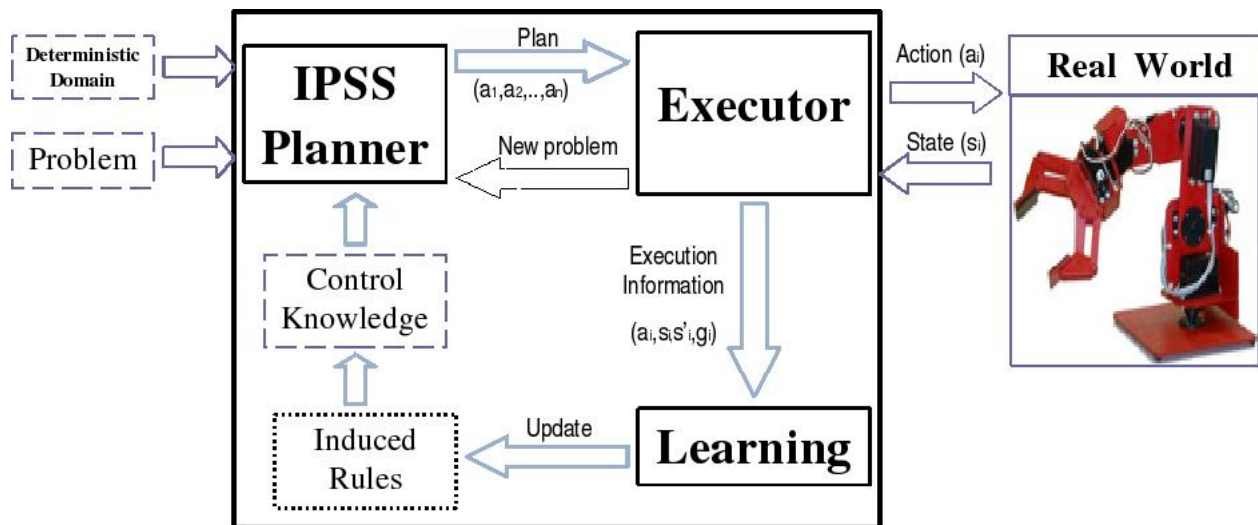 Deterministic
Domain
Problem
IPSS
Planner
Plan
(a1,a2,..,an)
New problem
Executor
Action (ai)
State (si)
Real World
Execution
Information
(ai,si,s'i,gi)
Control
Knowledge
Induced
Rules
Update
Learning